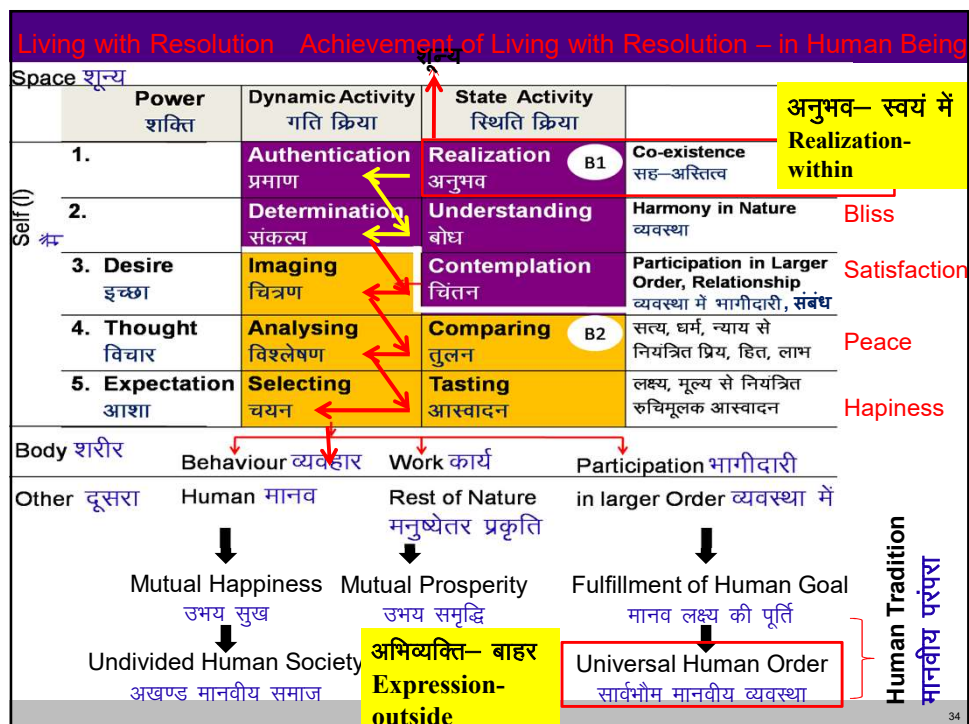 Living with Resolution Achievement of Living with Resolution – in Human Being
शून्य
Space शून्य
Power
शक्ति
Dynamic Activity
गति क्रिया
State Activity
स्थिति क्रिया
अनुभव– स्वयं में
Realization-
within
Self (I)
मैं
1.
Authentication
प्रमाण
Realization
अनुभव
B1
Co-existence
सह-अस्तित्व
2.
Determination
संकल्प
Understanding
बोध
Harmony in Nature
व्यवस्था
Bliss
3. Desire
इच्छा
Imaging
चित्रण
Contemplation
चिंतन
Participation in Larger
Order, Relationship
व्यवस्था में भागीदारी, संबंध
Satisfaction
4. Thought
विचार
Analysing
विश्लेषण
Comparing
तुलन
B2
सत्य, धर्म, न्याय से
नियंत्रित प्रिय, हित, लाभ
Peace
5. Expectation
आशा
Selecting
चयन
Tasting
आस्वादन
लक्ष्य, मूल्य से नियंत्रित
रुचिमूलक आस्वादन
Hapiness
Body शरीर
Behaviour व्यवहार
Work कार्य
Participation भागीदारी
Other दूसरा
Human मानव
Rest of Nature
मनुष्येतर प्रकृति
in larger Order व्यवस्था में
Mutual Happiness
उभय सुख
Mutual Prosperity
उभय समृद्धि
Fulfillment of Human Goal
मानव लक्ष्य की पूर्ति
Undivided Human Society
अखण्ड मानवीय समाज
अभिव्यक्ति– बाहर
Expression-
outside
Universal Human Order
सार्वभौम मानवीय व्यवस्था
Human Tradition
मानवीय परंपरा
34